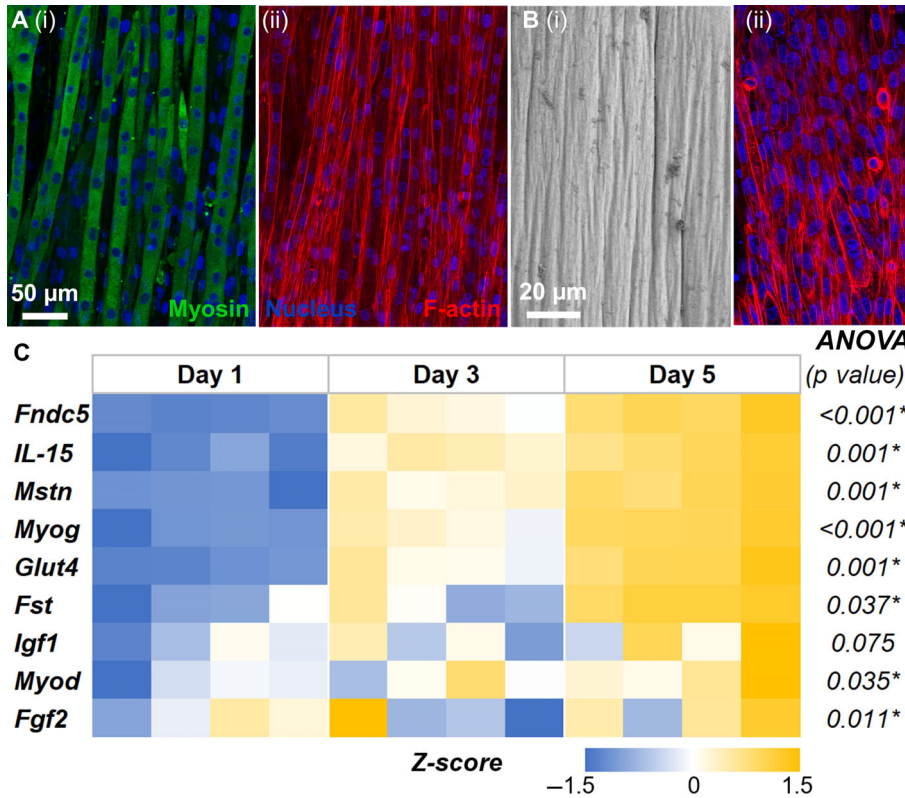 A (i)
(ii)
B (i)
(ii)
50 µm
Myosin
Nucleus
F-actin
20 µm
C
ANOVA
Day 1
Day 3
Day 5
(p value)
Fndc5
<0.001*
IL-15
0.001*
Mstn
0.001*
Myog
<0.001*
Glut4
0.001*
Fst
0.037*
Igf1
0.075
Myod
0.035*
Fgf2
0.011*
Z-score
–1.5
0
1.5